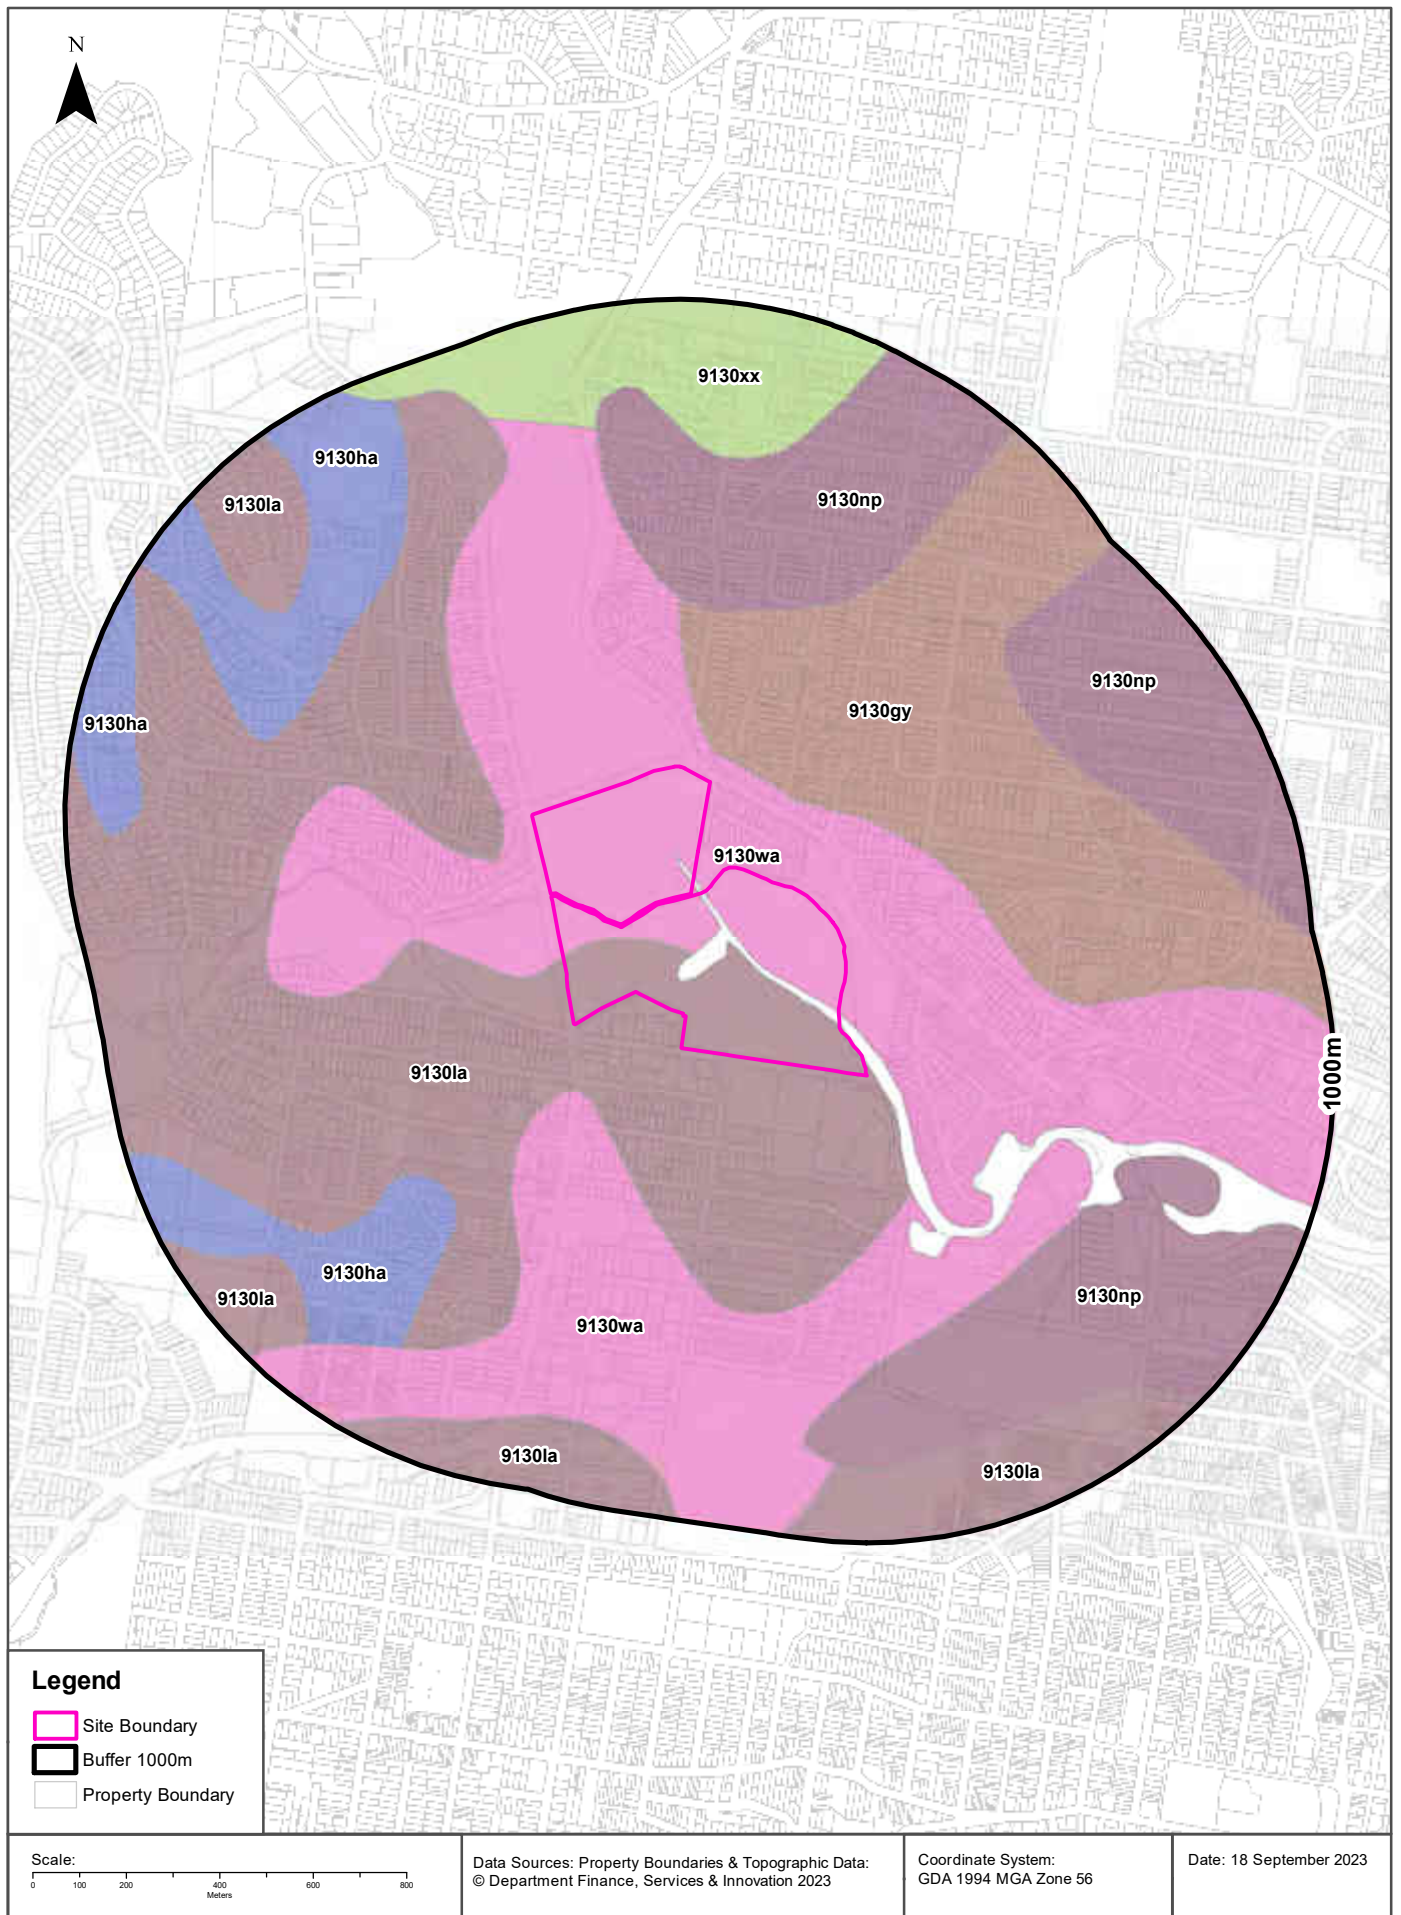 N
9130xx
9130ha
9130la
9130np
9130np
9130gy
9130ha
9130wa
1000m
9130la
9130ha
9130la
9130np
9130wa
9130la
9130la
Legend
Site Boundary
Buffer 1000m
Property Boundary
Scale:
0 100 200 400 600 800
Meters
Data Sources: Property Boundaries & Topographic Data:
© Department Finance, Services & Innovation 2023
Coordinate System:
GDA 1994 MGA Zone 56
Date: 18 September 2023